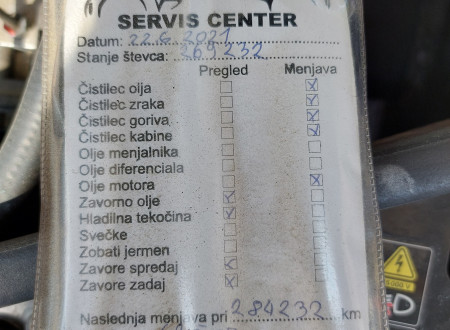 SERVIS CENTER
Datum: 22.6.2021
Stanje števca: 269232
Pregled Menjava
Čistilec olja
Čistilec zraka
Čistilec goriva
Čistilec kabine
Olje menjalnika
Olje diferenciala
Olje motora
Zavorno olje
Hladilna tekočina
Svečke
Zobati jermen
Zavore spredaj
Zavore zadaj
Naslednja menjava pri 284232 km